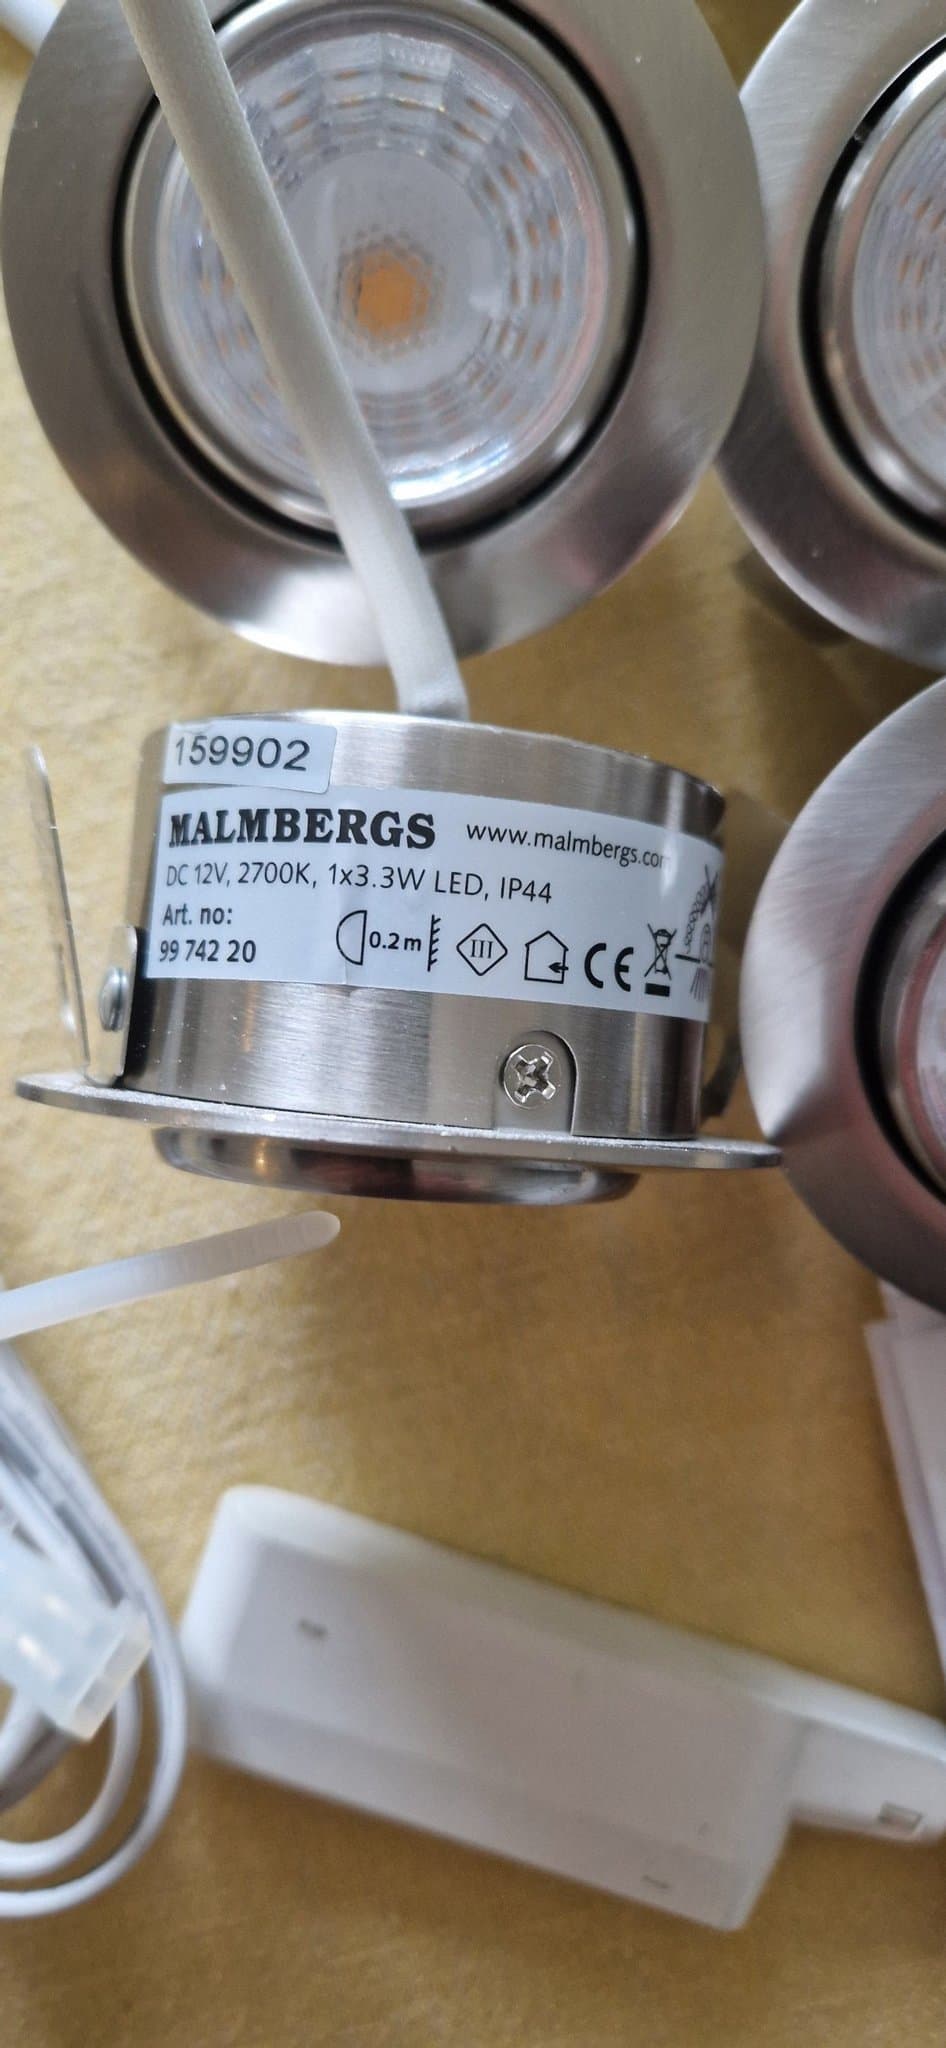 159902
MALMBERGS www.malmbergs.com
DC 12V, 2700K, 1x3.3W LED, IP44
Art. no:
99 742 20
0.2m III CE